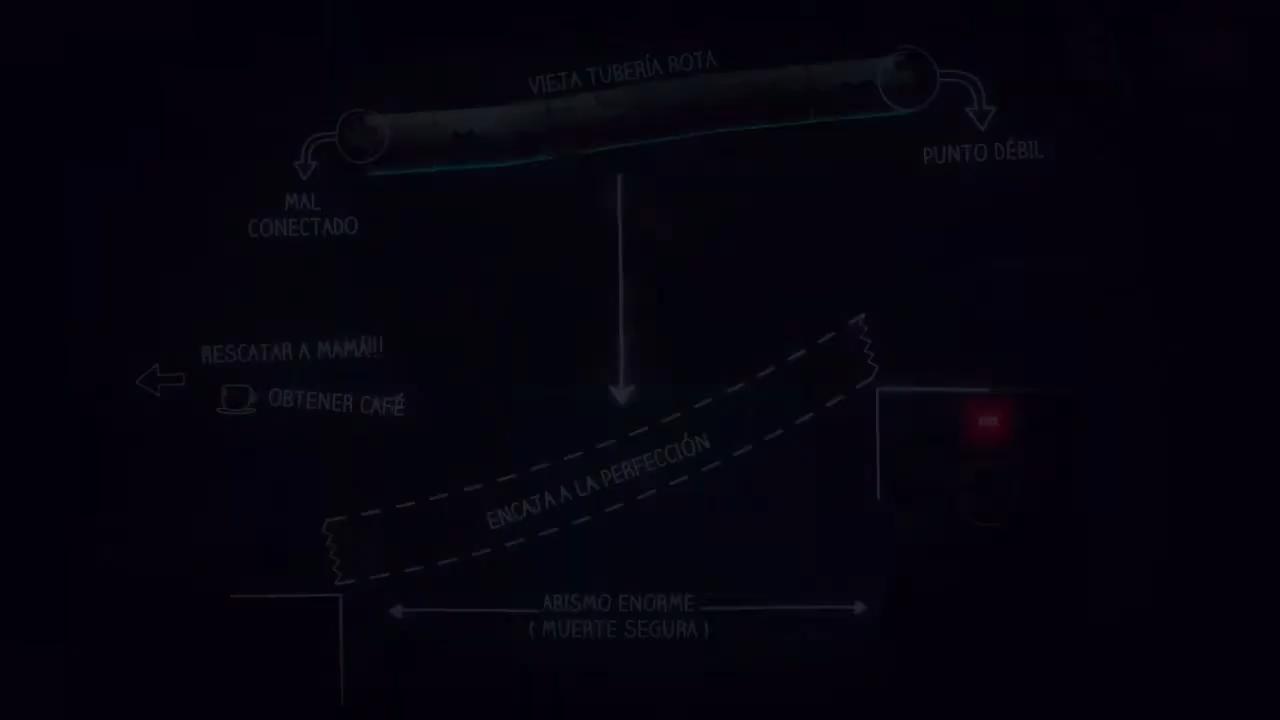 VIEJA TUBERÍA ROTA
PUNTO DÉBIL
MAL
CONECTADO
RESCATAR A MAMÁ!!!
OBTENER CAFÉ
ENCAJA A LA PERFECCIÓN
ABISMO ENORME
( MUERTE SEGURA )